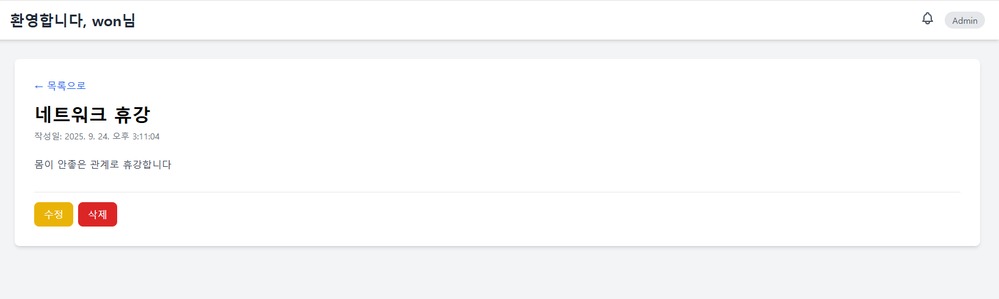 환영합니다, won님
Admin
← 목록으로
네트워크 휴강
작성일: 2025. 9. 24. 오후 3:11:04
몸이 안좋은 관계로 휴강합니다
수정 삭제